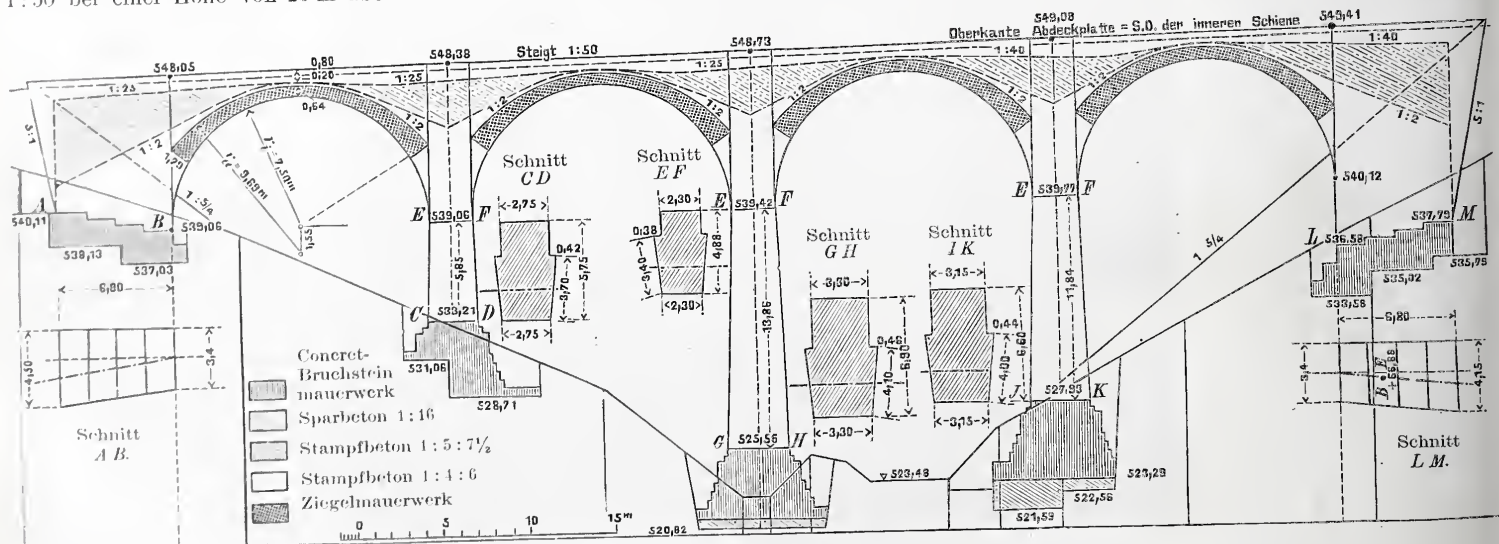 1:50 bei einer Höhe von
548,05
Steigt 1:50
548,38
548,73
Oberkante Abdeckplatte = S.O. der inneren Schiene
549,08
549,41
0,80
0,20
0,64
1:25
1:25
1:40
1:40
1:2
1:2
1:2
1:2
1:2
1:2
1:2
5:1
5:1
1:5/4
1 5/4
r = 7,50 m
1,55
A
540,11
B
539,06
538,13
537,03
6,80
4,50
3,4
Schnitt
A B.
E
539,06
F
5,85
C
533,21
D
531,06
528,71
Schnitt
C D
2,75
0,42
3,70
5,75
2,75
Schnitt
E F
2,30
0,38
3,40
4,88
2,30
E
539,42
F
13,86
G
525,56
H
520,82
Schnitt
G H
3,30
0,46
4,10
6,90
3,30
Schnitt
I K
3,15
0,44
4,00
6,60
3,15
523,48
E
539,77
F
11,84
J
527,93
K
523,29
522,56
521,53
540,12
L
536,58
537,79
M
535,02
535,79
533,58
6,80
3,4
B
E
4,15
Schnitt
L M.
Concret-
Bruchstein
mauerwerk
Sparbeton 1:16
Stampfbeton 1:5:7½
Stampfbeton 1:4:6
Ziegelmauerwerk
0 5 10 15 m